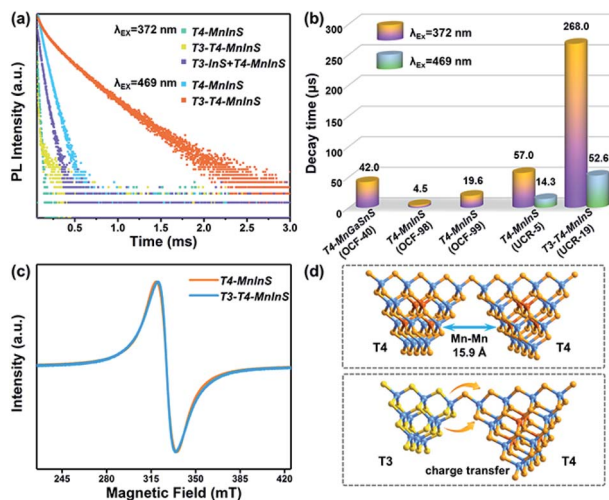 (a)
λEx=372 nm
T4-MnInS
T3-T4-MnInS
T3-InS+T4-MnInS
λEx=469 nm
T4-MnInS
T3-T4-MnInS
PL Intensity (a.u.)
0.0 0.5 1.0 1.5 2.0 2.5 3.0
Time (ms)
(b)
λEx=372 nm
λEx=469 nm
Decay time (μs)
300
250
200
150
100
50
0
42.0
4.5
19.6
57.0
14.3
268.0
52.6
T4-MnGaSnS
(OCF-40)
T4-MnInS
(OCF-98)
T4-MnInS
(OCF-99)
T4-MnInS
(UCR-5)
T3-T4-MnInS
(UCR-19)
(c)
T4-MnInS
T3-T4-MnInS
Intensity (a.u.)
245 280 315 350 385 420
Magnetic Field (mT)
(d)
Mn-Mn
15.9 Å
T4
T4
T3
charge transfer
T4